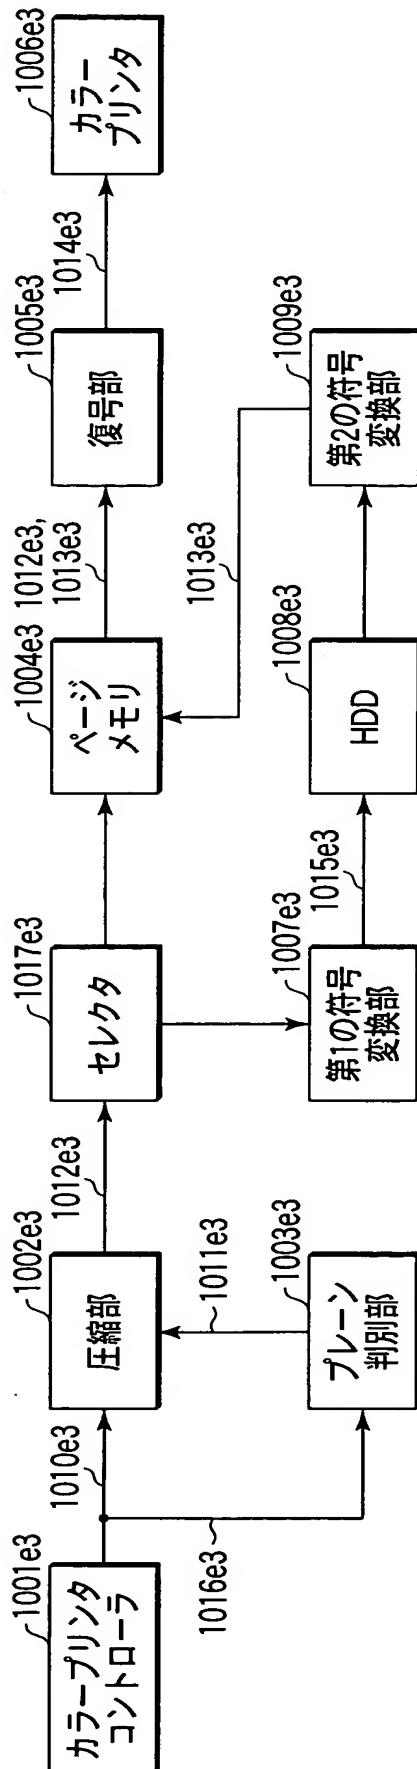 1001e3
カラープリンタ
コントローラ
1010e3
1016e3
1002e3
圧縮部
1011e3
1003e3
プレーン
判別部
1012e3
1017e3
セレクタ
1007e3
第1の符号
変換部
1015e3
1004e3
ページ
メモリ
1008e3
HDD
1012e3,
1013e3
1013e3
1005e3
復号部
1009e3
第2の符号
変換部
1014e3
1006e3
カラー
プリンタ